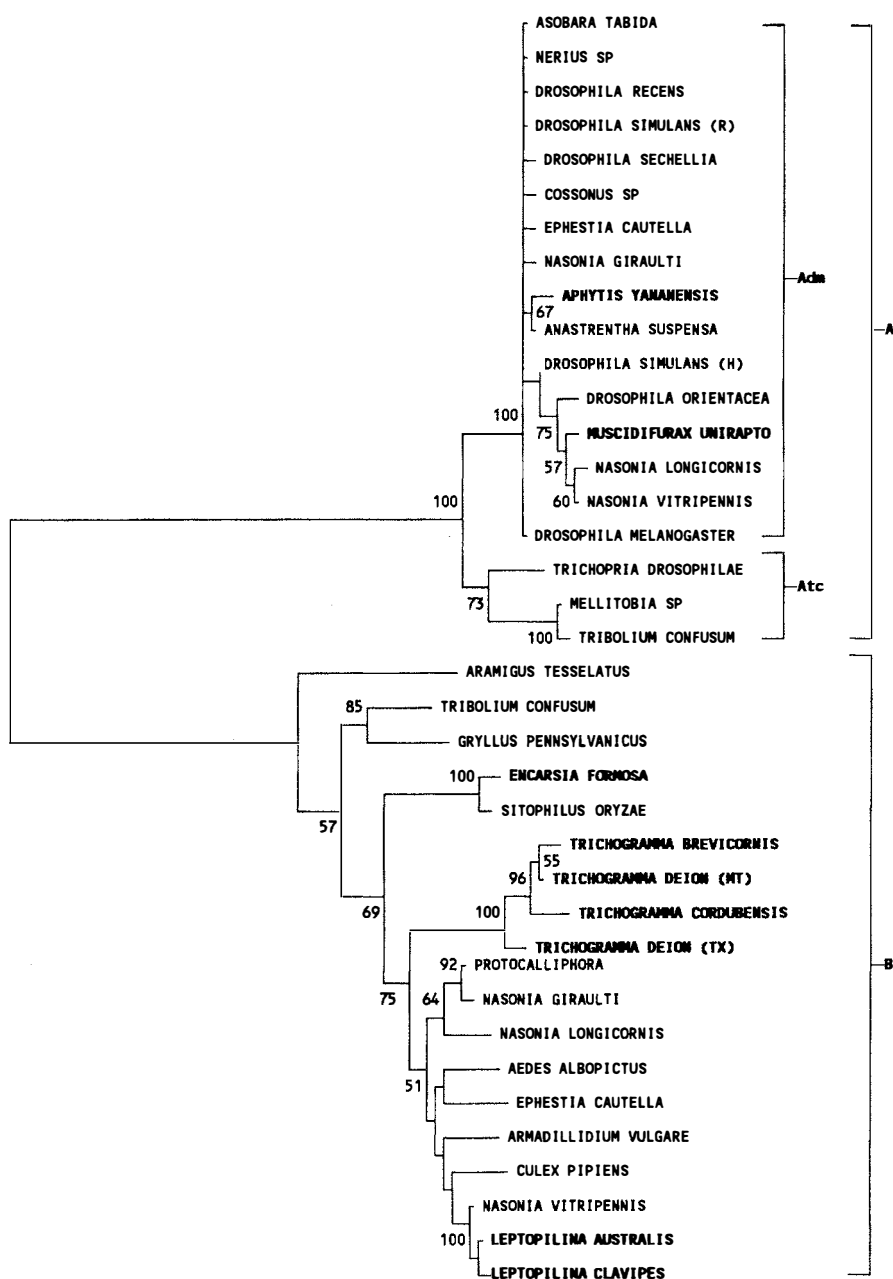 ASOBARA TABIDA
NERIUS SP
DROSOPHILA RECENS
DROSOPHILA SIMULANS (R)
DROSOPHILA SECHELLIA
COSSONUS SP
EPHESTIA CAUTELLA
NASONIA GIRAULTI
Adm
APHYTIS YANANENSIS
67
A
ANASTRENTHA SUSPENSA
DROSOPHILA SIMULANS (H)
DROSOPHILA ORIENTACEA
100
75
MUSCIDIFURAX UNIRAPTO
57
NASONIA LONGICORNIS
100
60
NASONIA VITRIPENNIS
DROSOPHILA MELANOGASTER
TRICHOPRIA DROSOPHILAE
Atc
73
MELLITOBIA SP
100
TRIBOLIUM CONFUSUM
ARAMIGUS TESSELATUS
85
TRIBOLIUM CONFUSUM
GRYLLUS PENNSYLVANICUS
100
ENCARSIA FORMOSA
57
SITOPHILUS ORYZAE
TRICHOGRAMMA BREVICORNIS
55
96
TRICHOGRAMMA DEION (MT)
69
100
TRICHOGRAMMA CORDUBENSIS
TRICHOGRAMMA DEION (TX)
92
PROTOCALLIPHORA
B
75
64
NASONIA GIRAULTI
NASONIA LONGICORNIS
51
AEDES ALBOPICTUS
EPHESTIA CAUTELLA
ARMADILLIDIUM VULGARE
CULEX PIPIENS
NASONIA VITRIPENNIS
100
LEPTOPILINA AUSTRALIS
LEPTOPILINA CLAVIPES